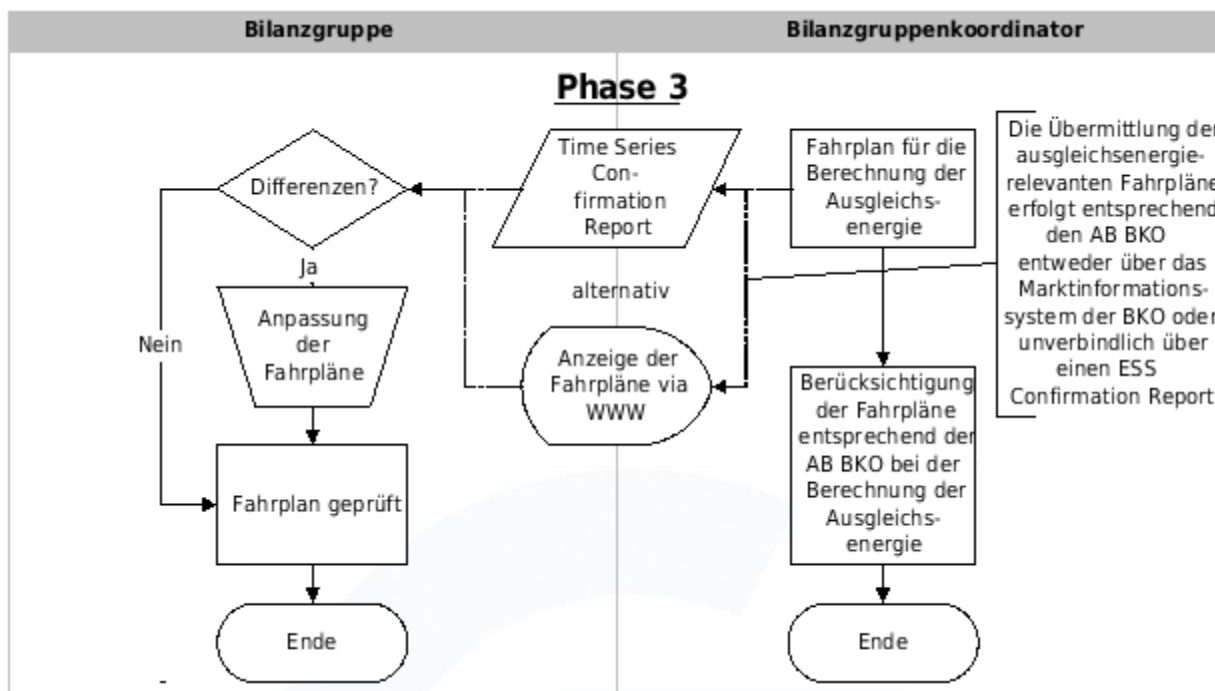 Bilanzgruppe
Bilanzgruppenkoordinator
Phase 3
Differenzen?
Ja
Nein
Anpassung
der
Fahrpläne
Fahrplan geprüft
Ende
Time Series
Con-
firmation
Report
alternativ
Anzeige der
Fahrpläne via
WWW
Fahrplan für die
Berechnung der
Ausgleichs-
energie
Berücksichtigung
der Fahrpläne
entsprechend der
AB BKO bei der
Berechnung der
Ausgleichs-
energie
Ende
Die Übermittlung der
ausgleichsenergie-
relevanten Fahrpläne
erfolgt entsprechend
den AB BKO
entweder über das
Marktinformations-
system der BKO oder
unverbindlich über
einen ESS
Confirmation Report